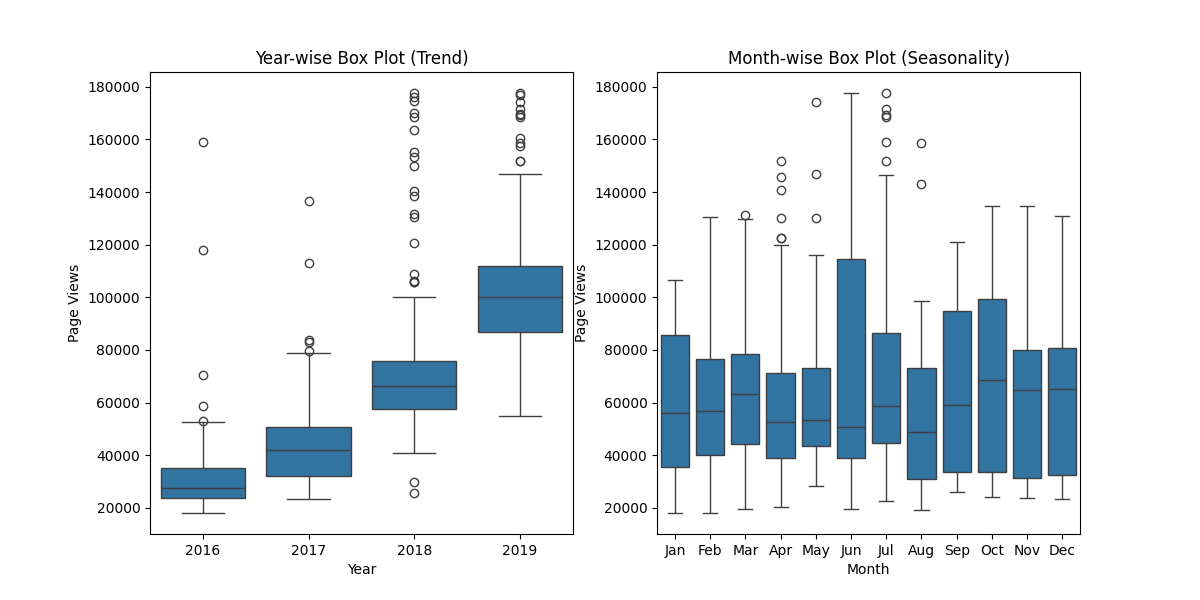 Year-wise Box Plot (Trend)
Page Views
180000
160000
140000
120000
100000
80000
60000
40000
20000
2016 2017 2018 2019
Year
Month-wise Box Plot (Seasonality)
Page Views
180000
160000
140000
120000
100000
80000
60000
40000
20000
Jan Feb Mar Apr May Jun Jul Aug Sep Oct Nov Dec
Month